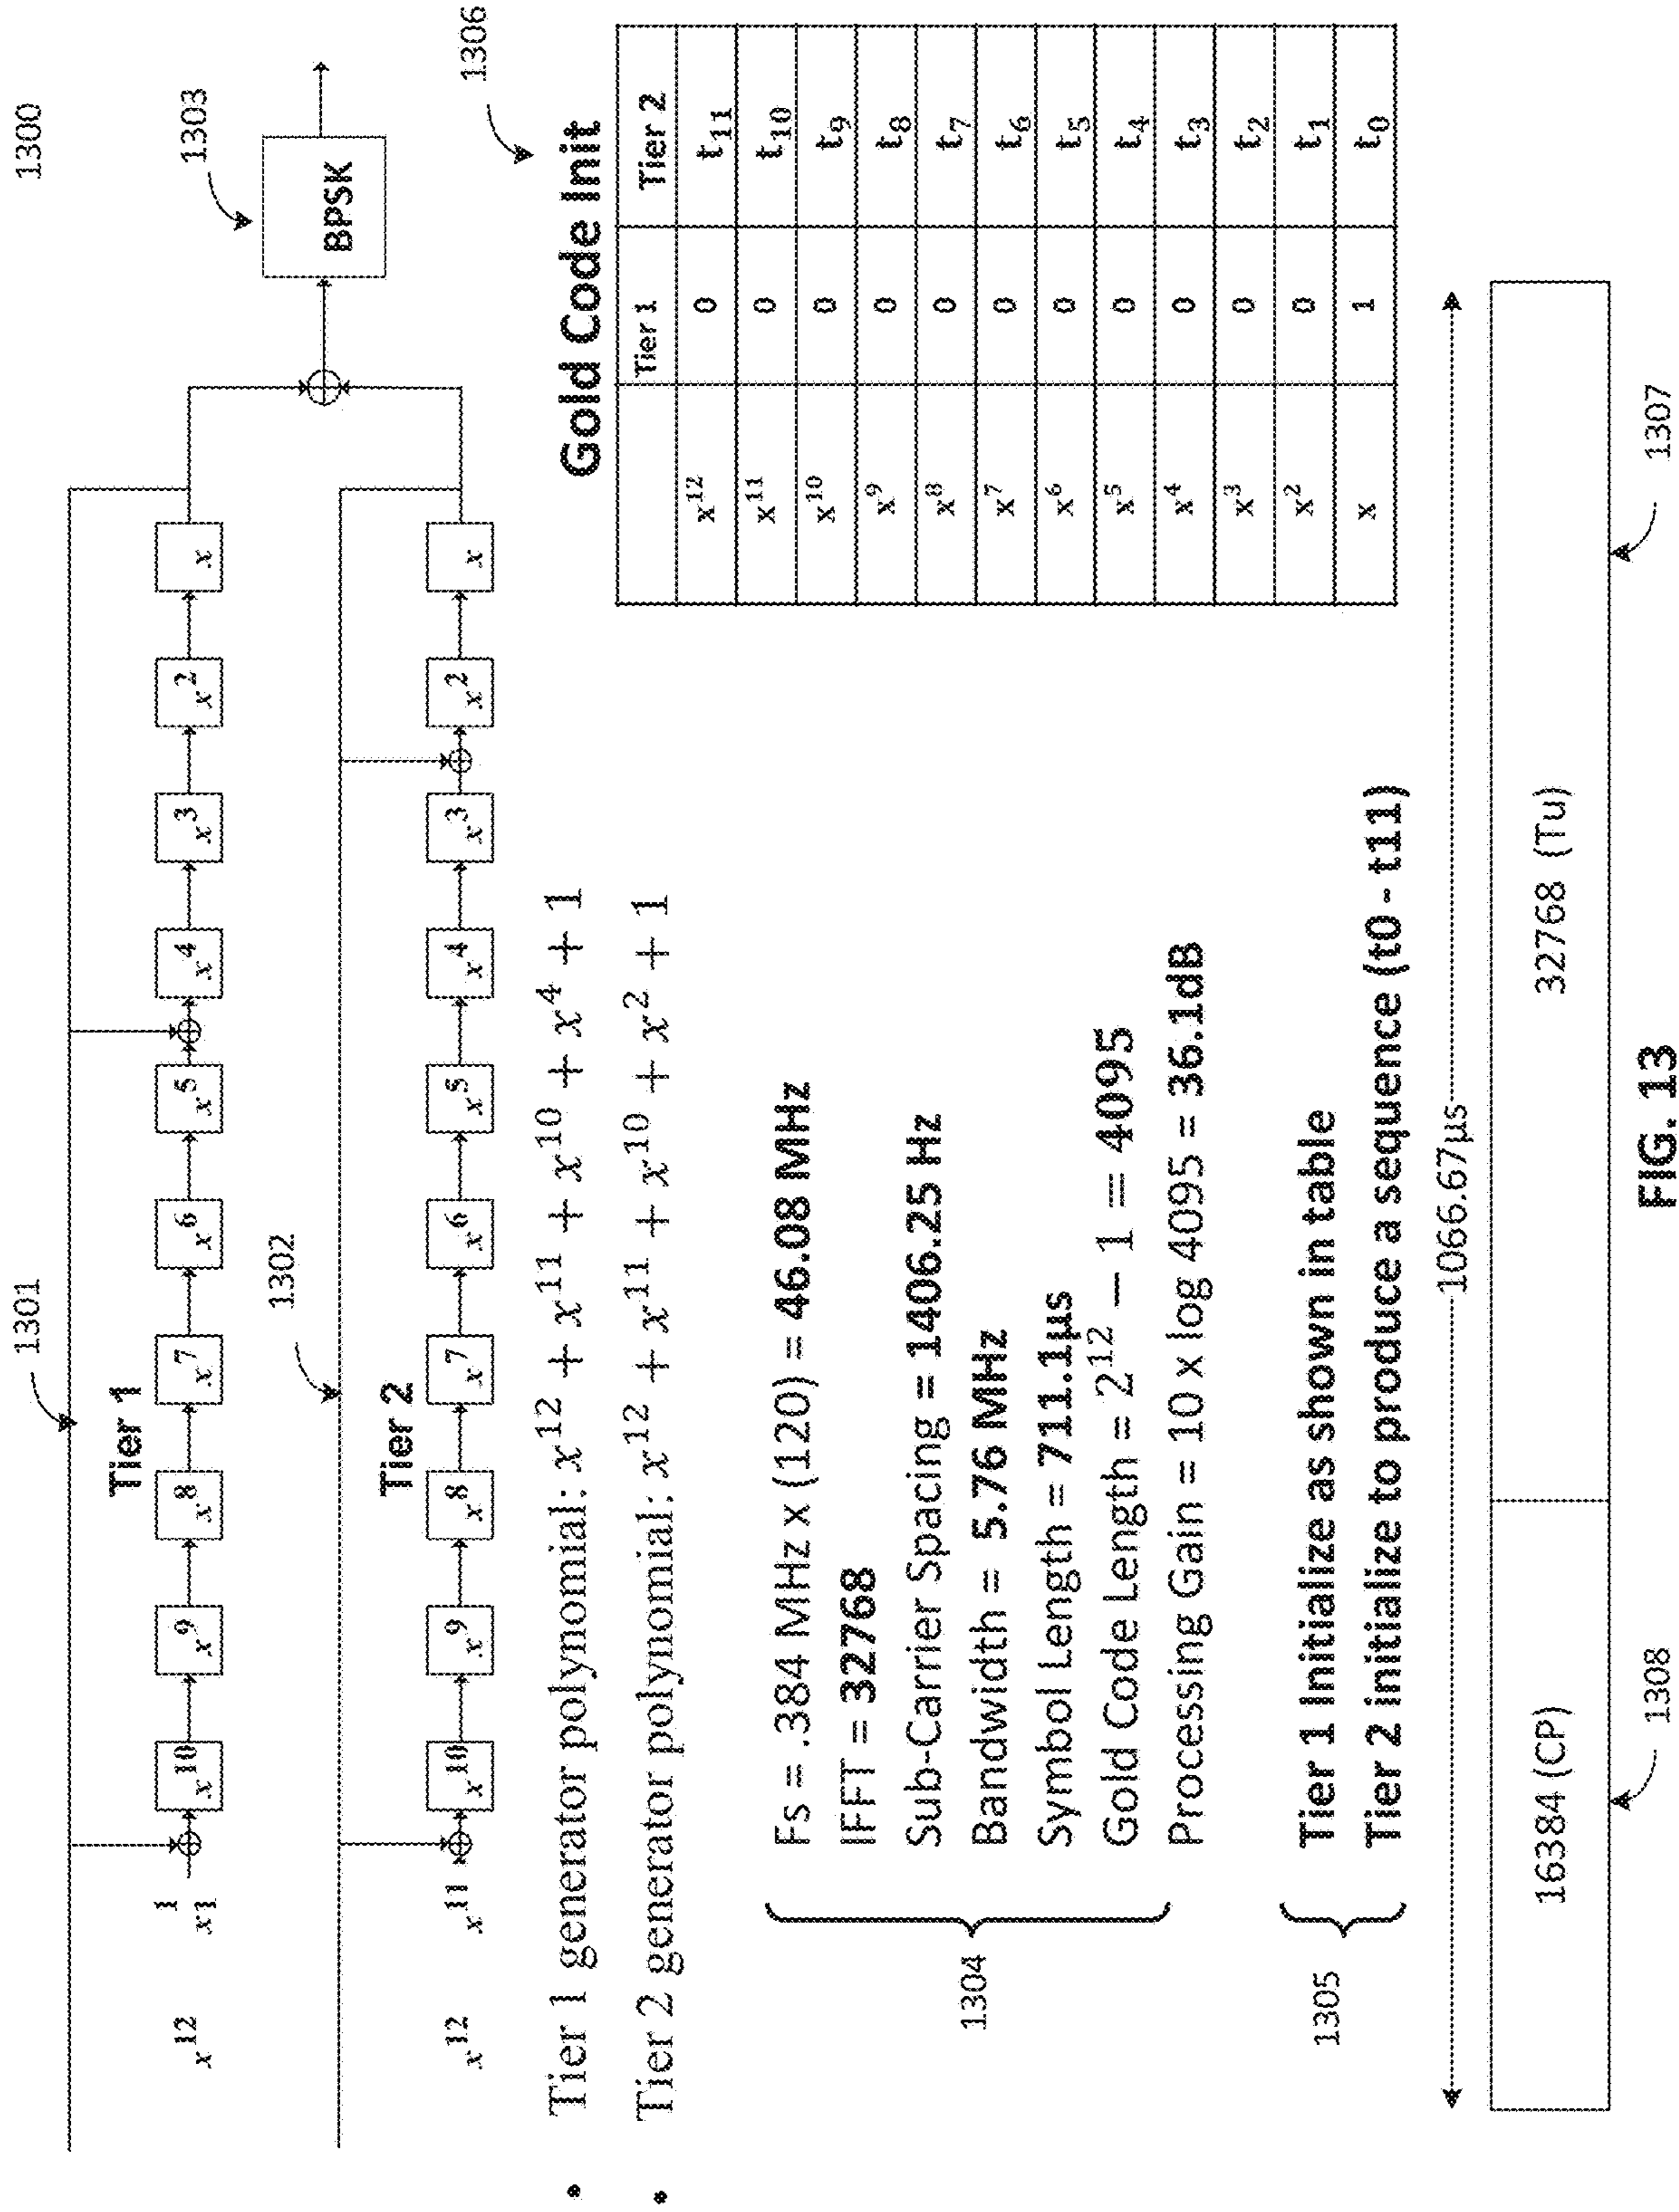 1300
1301
Tier 1
x¹² x1 1 x¹⁰ x⁹ x⁸ x⁷ x⁶ x⁵ x⁴ x³ x² x
1303
BPSK
1302
Tier 2
x¹² x¹¹ x¹⁰ x⁹ x⁸ x⁷ x⁶ x⁵ x⁴ x³ x² x
• Tier 1 generator polynomial: x¹² + x¹¹ + x¹⁰ + x⁴ + 1
• Tier 2 generator polynomial: x¹² + x¹¹ + x¹⁰ + x² + 1
1304
Fs = .384 MHz x (120) = 46.08 MHz
IFFT = 32768
Sub-Carrier Spacing = 1406.25 Hz
Bandwidth = 5.76 MHz
Symbol Length = 711.1µs
Gold Code Length = 2¹² − 1 = 4095
Processing Gain = 10 x log 4095 = 36.1dB
1305
Tier 1 Initialize as shown in table
Tier 2 initialize to produce a sequence (t0 - t11)
1306
Gold Code Init
Tier 1 Tier 2
x¹² 0 t₁₁
x¹¹ 0 t₁₀
x¹⁰ 0 t₉
x⁹ 0 t₈
x⁸ 0 t₇
x⁷ 0 t₆
x⁶ 0 t₅
x⁵ 0 t₄
x⁴ 0 t₃
x³ 0 t₂
x² 0 t₁
x 1 t₀
1066.67µs
16384 (CP) 32768 (Tu)
1308
1307
FIG. 13